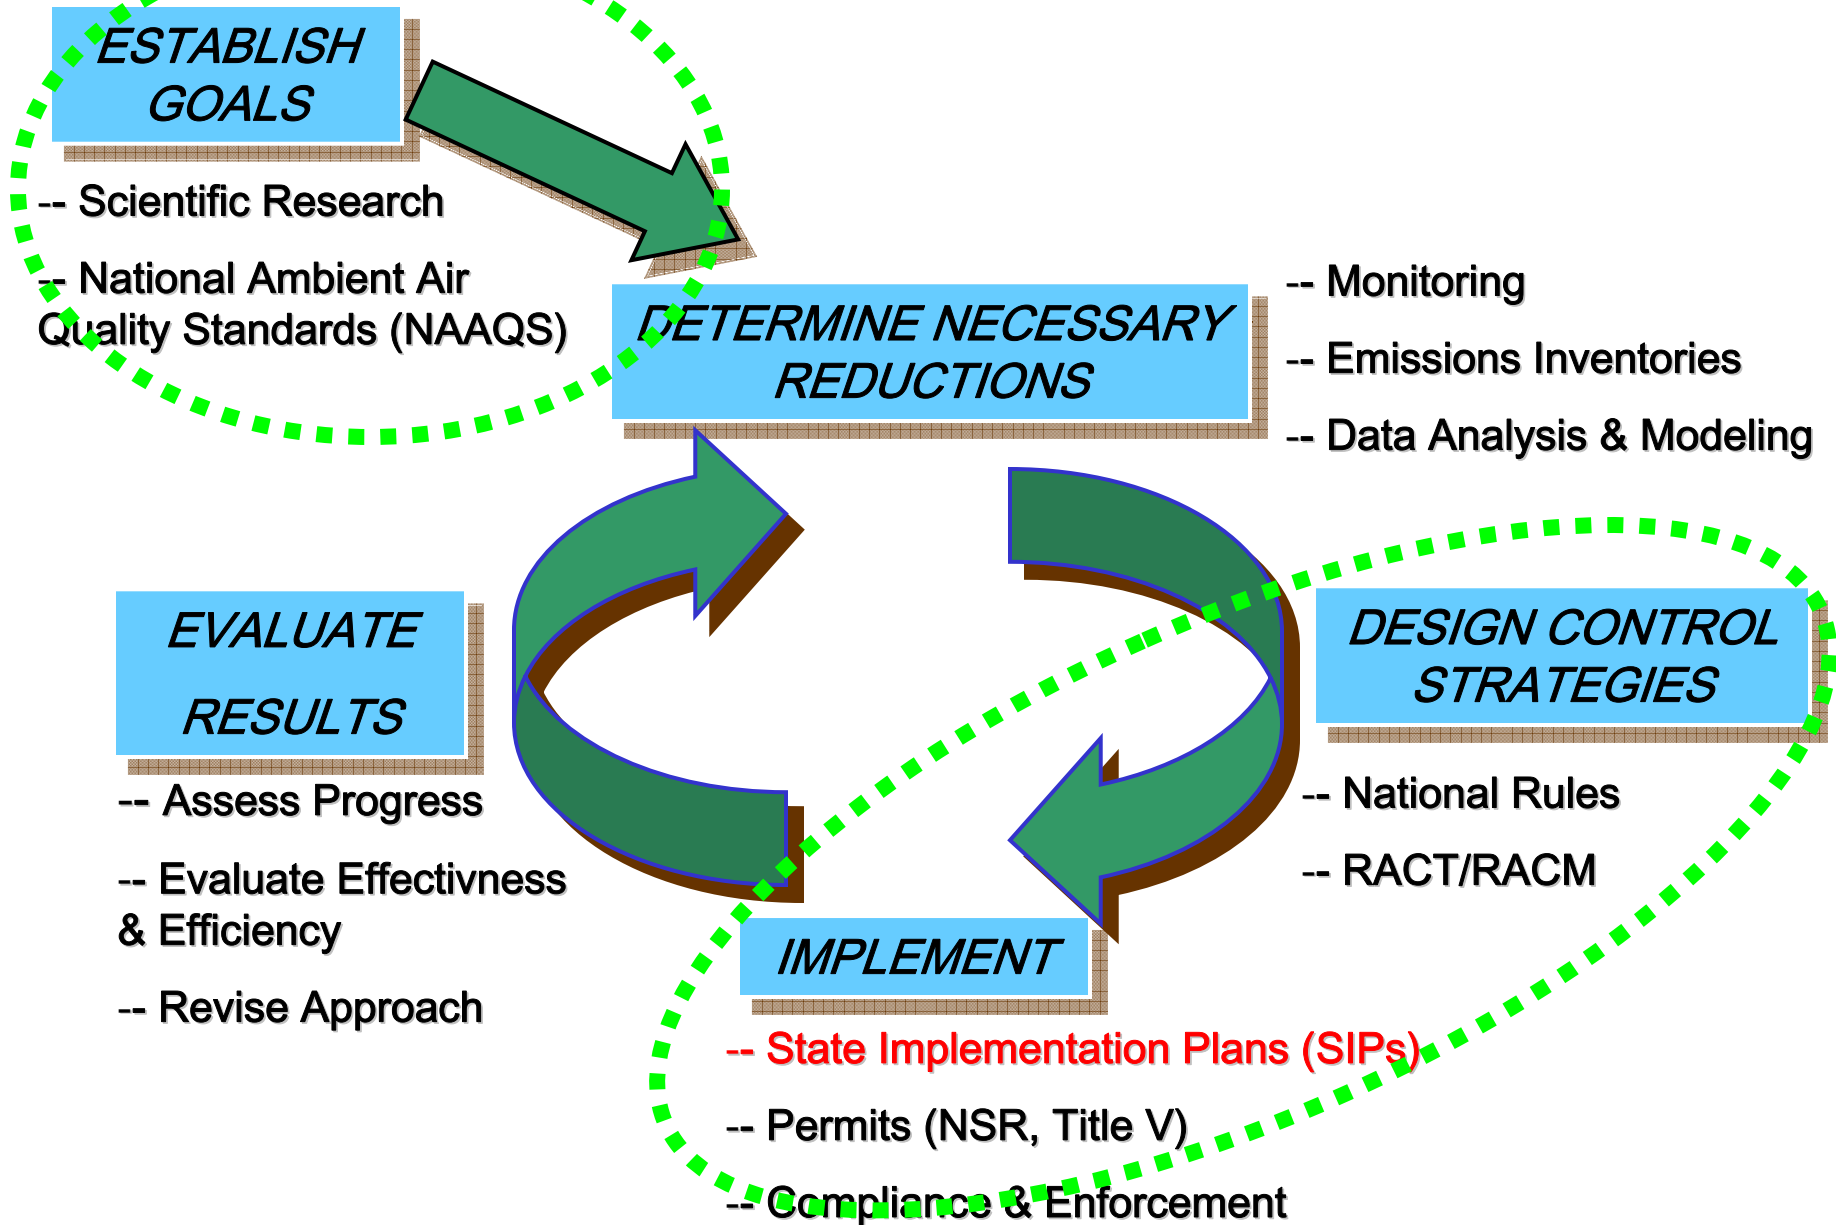 ESTABLISH
GOALS
-- Scientific Research
-- National Ambient Air
Quality Standards (NAAQS)
DETERMINE NECESSARY
REDUCTIONS
-- Monitoring
-- Emissions Inventories
-- Data Analysis & Modeling
EVALUATE
RESULTS
-- Assess Progress
-- Evaluate Effectivness
& Efficiency
-- Revise Approach
DESIGN CONTROL
STRATEGIES
-- National Rules
-- RACT/RACM
IMPLEMENT
-- State Implementation Plans (SIPs)
-- Permits (NSR, Title V)
-- Compliance & Enforcement